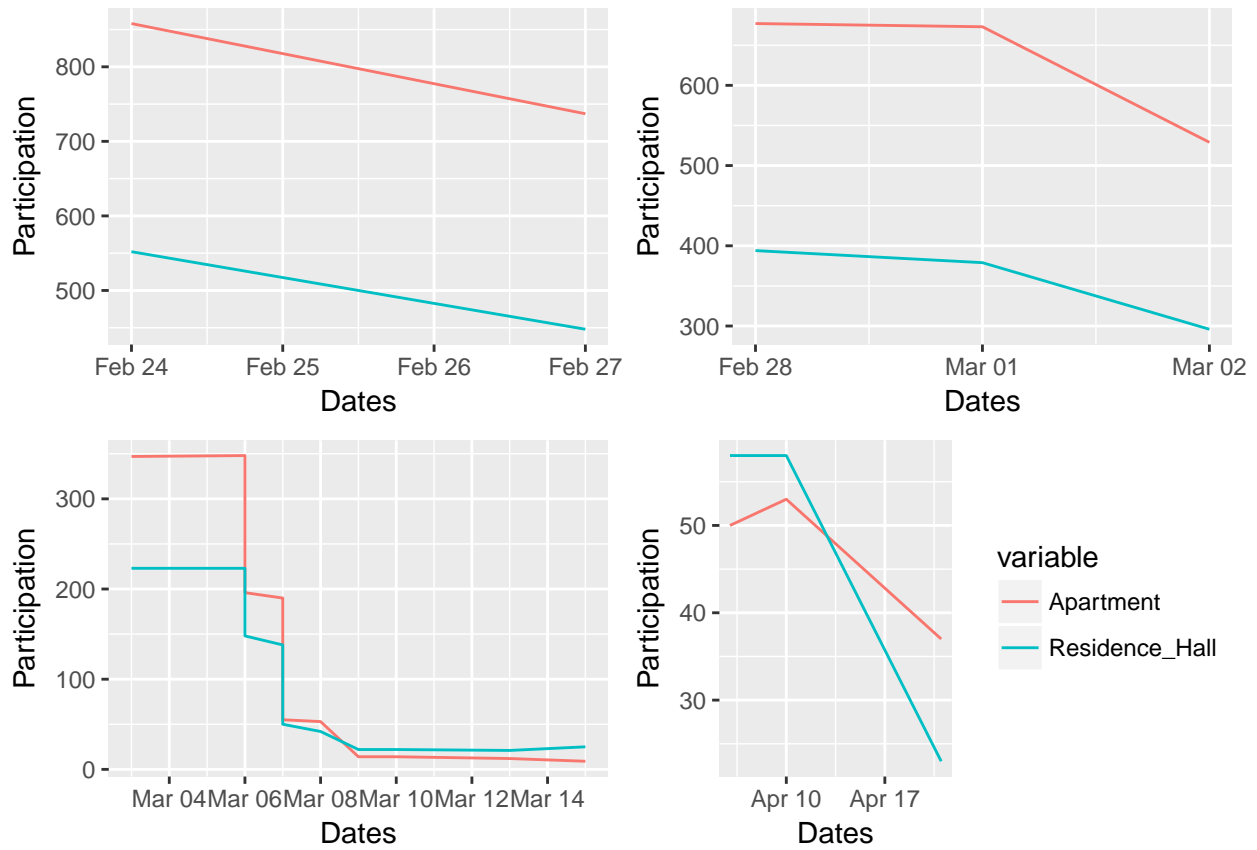 Participation
800
700
600
500
Feb 24 Feb 25 Feb 26 Feb 27
Dates
Participation
600
500
400
300
Feb 28 Mar 01 Mar 02
Dates
Participation
300
200
100
0
Mar 04 Mar 06 Mar 08 Mar 10 Mar 12 Mar 14
Dates
Participation
50
40
30
Apr 10 Apr 17
Dates
variable
Apartment
Residence_Hall